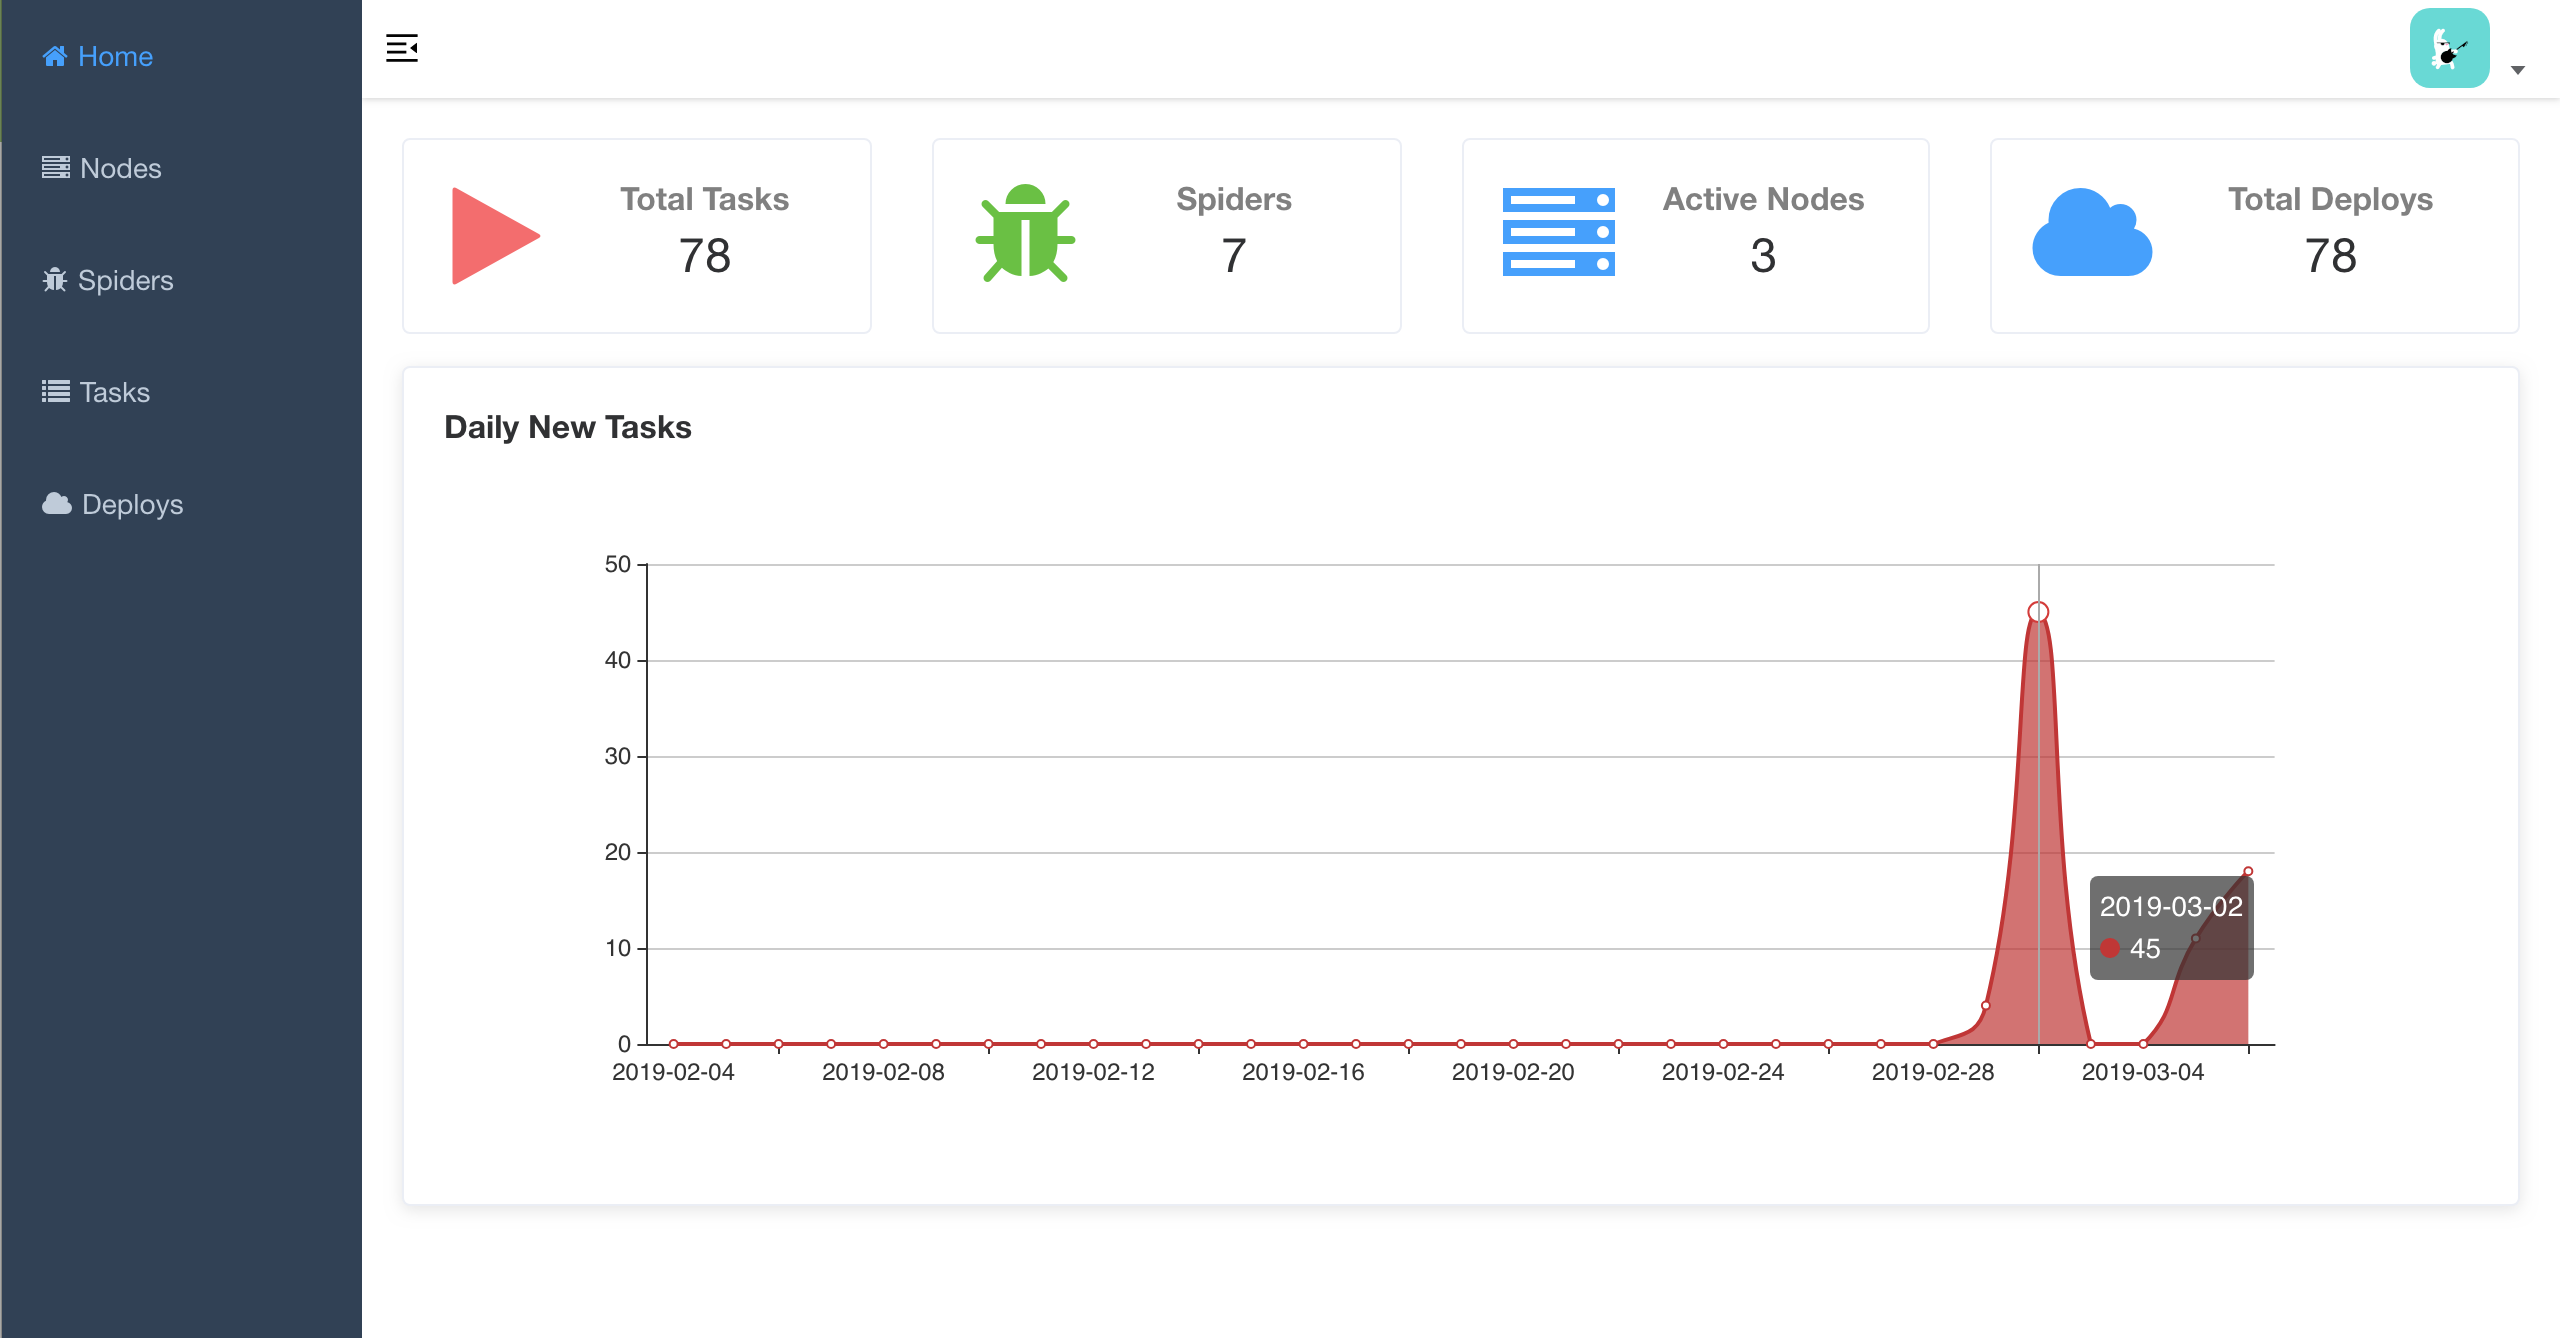 Home
Nodes
Spiders
Tasks
Deploys
Total Tasks
78
Spiders
7
Active Nodes
3
Total Deploys
78
Daily New Tasks
50
40
30
20
10
0
2019-03-02
45
2019-02-04 2019-02-08 2019-02-12 2019-02-16 2019-02-20 2019-02-24 2019-02-28 2019-03-04